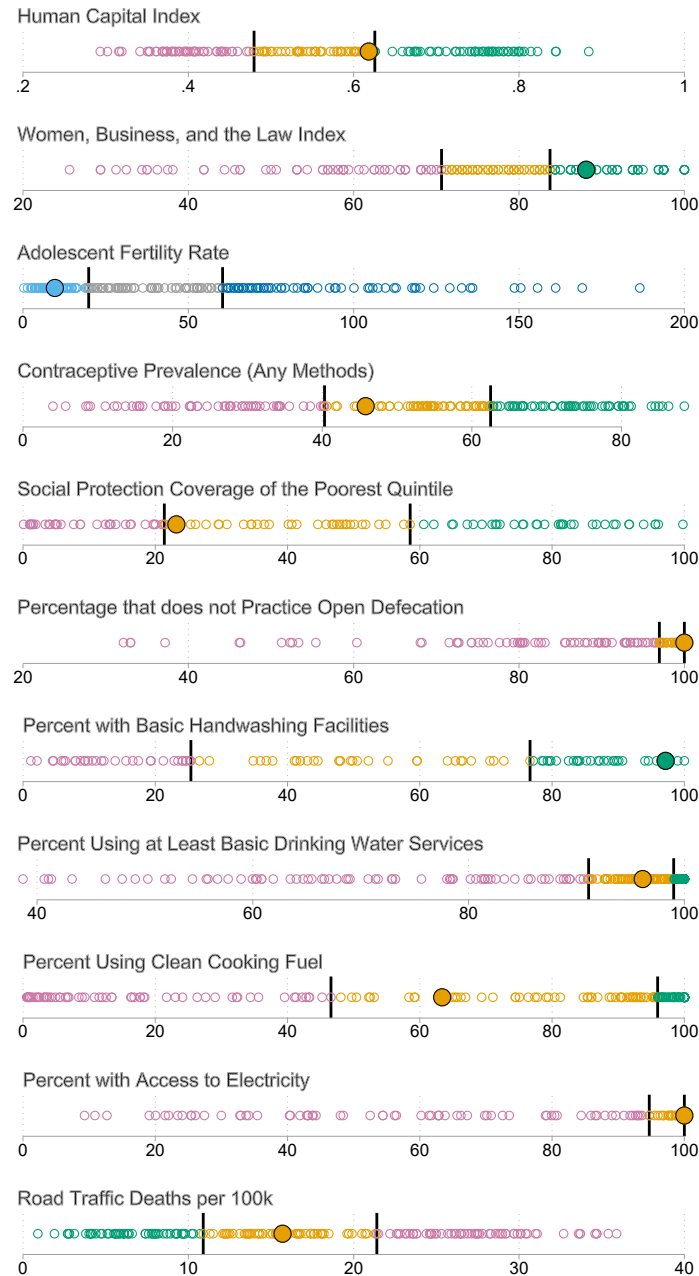 Human Capital Index
.2 .4 .6 .8 1
Women, Business, and the Law Index
20 40 60 80 100
Adolescent Fertility Rate
0 50 100 150 200
Contraceptive Prevalence (Any Methods)
0 20 40 60 80
Social Protection Coverage of the Poorest Quintile
0 20 40 60 80 100
Percentage that does not Practice Open Defecation
20 40 60 80 100
Percent with Basic Handwashing Facilities
0 20 40 60 80 100
Percent Using at Least Basic Drinking Water Services
40 60 80 100
Percent Using Clean Cooking Fuel
0 20 40 60 80 100
Percent with Access to Electricity
0 20 40 60 80 100
Road Traffic Deaths per 100k
0 10 20 30 40